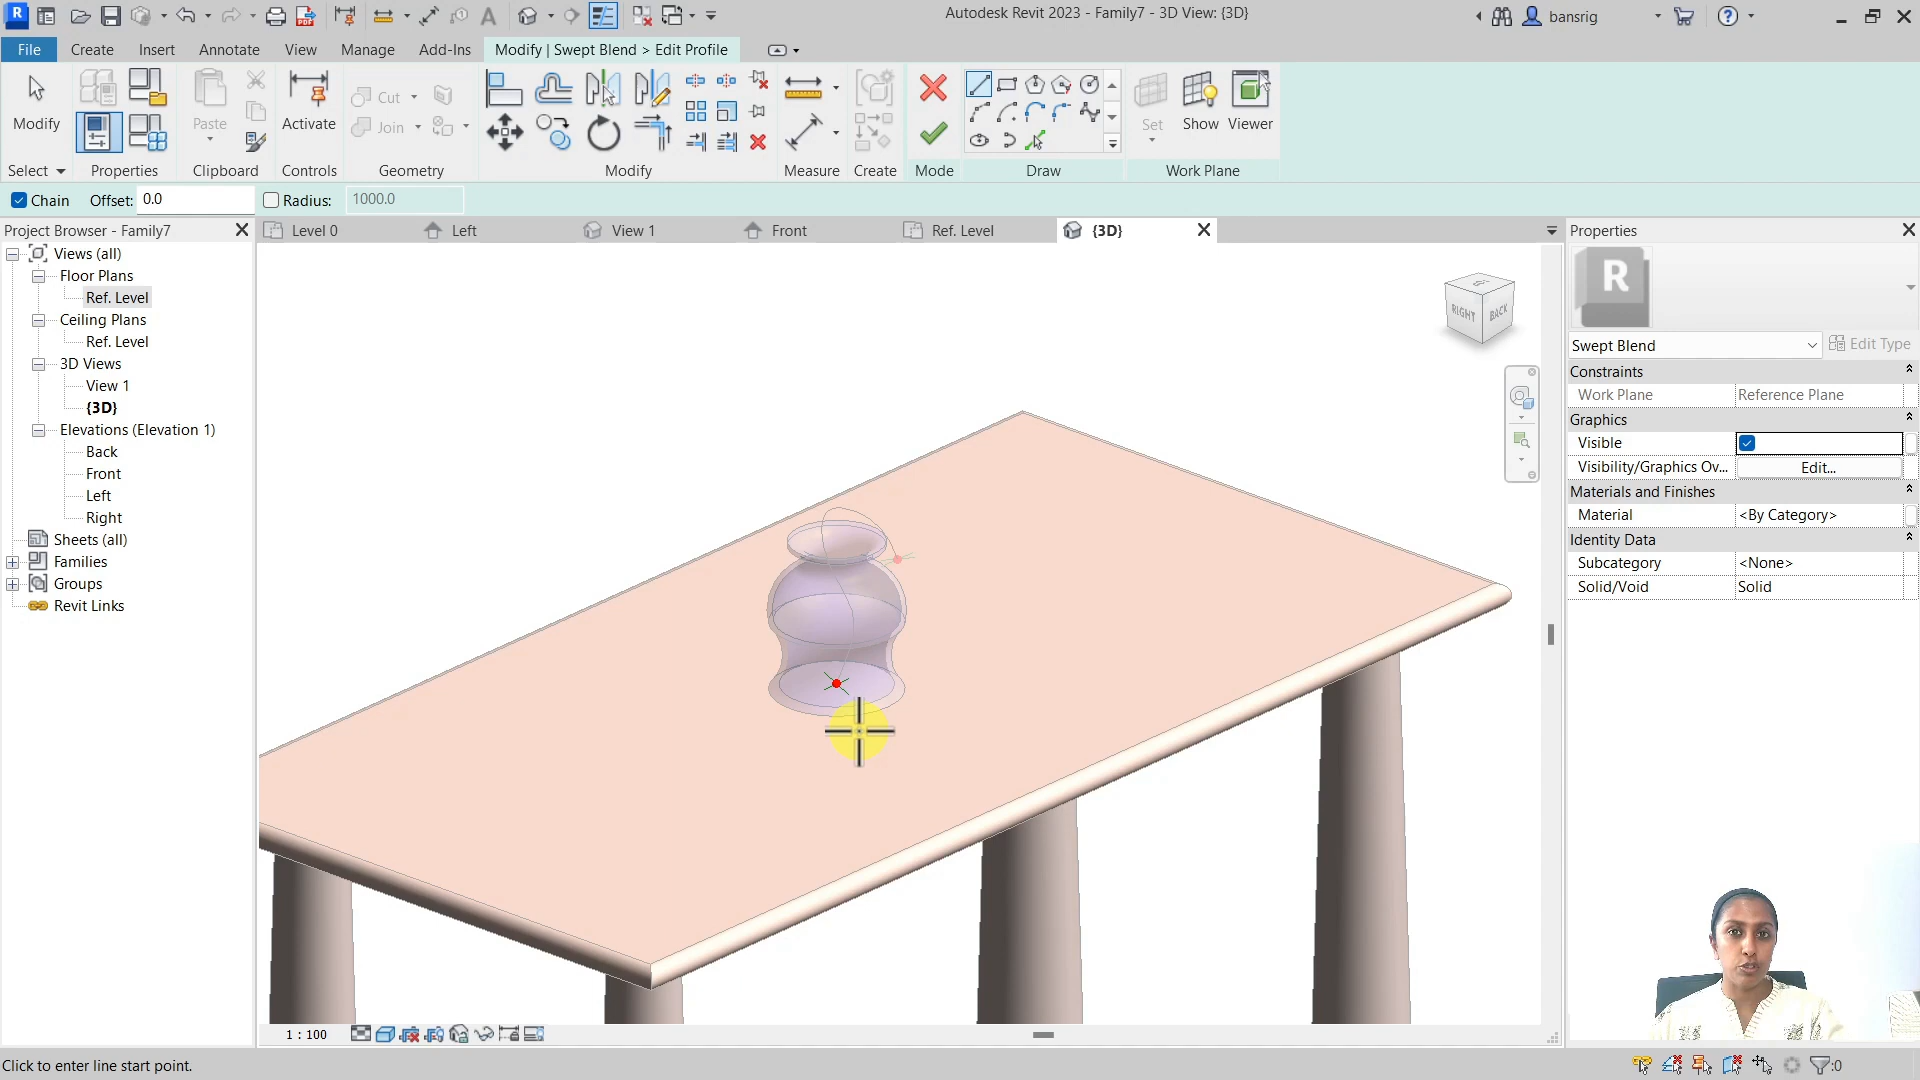 Autodesk Revit 2023 - Family7 - 3D View: {3D}
bansrig
File
Create
Insert
Annotate
View
Manage
Add-Ins
Modify | Swept Blend > Edit Profile
Modify
Paste
Cut
Join
Activate
Set
Show
Viewer
Select
Properties
Clipboard
Controls
Geometry
Modify
Measure
Create
Mode
Draw
Work Plane
Chain
Offset:
0.0
Radius:
1000.0
Project Browser - Family7
Level 0
Left
View 1
Front
Ref. Level
{3D}
Properties
Views (all)
Floor Plans
Ref. Level
Ceiling Plans
Ref. Level
3D Views
View 1
{3D}
Elevations (Elevation 1)
Back
Front
Left
Right
Sheets (all)
Families
Groups
Revit Links
RIGHT
BACK
R
Swept Blend
Edit Type
Constraints
Work Plane
Reference Plane
Graphics
Visible
Visibility/Graphics Ov...
Edit...
Materials and Finishes
Material
<By Category>
Identity Data
Subcategory
<None>
Solid/Void
Solid
1 : 100
Click to enter line start point.
:0